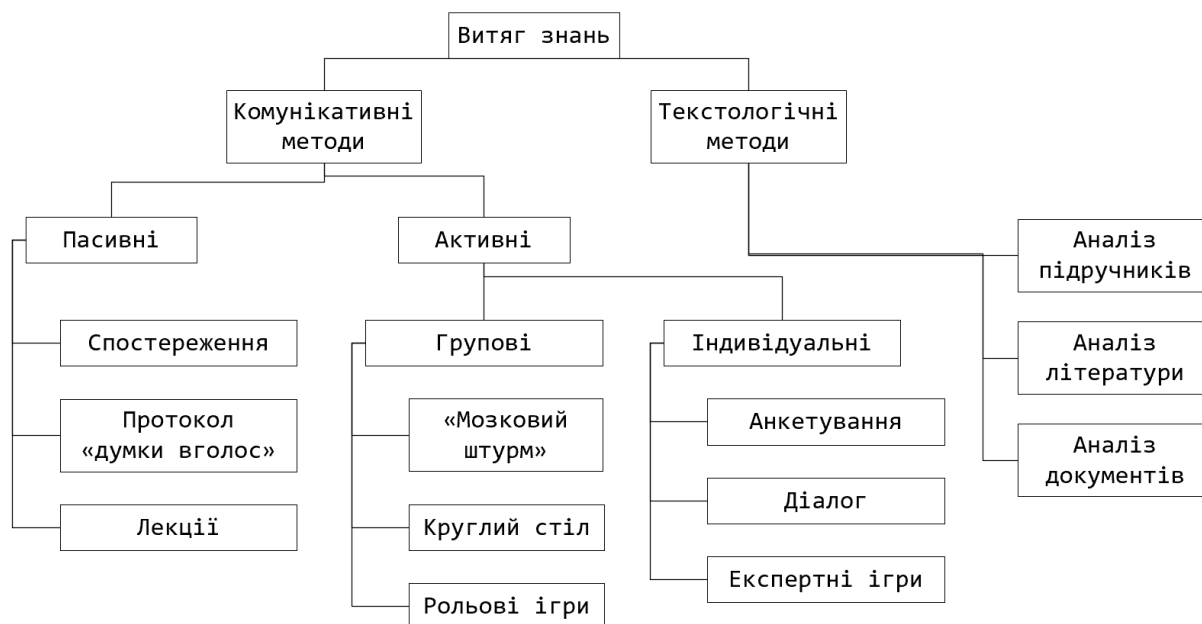 Витяг знань
Комунікативні
методи
Текстологічні
методи
Пасивні
Активні
Аналіз
підручників
Спостереження
Групові
Індивідуальні
Аналіз
літератури
Протокол
«думки вголос»
«Мозковий
штурм»
Анкетування
Аналіз
документів
Лекції
Круглий стіл
Діалог
Рольові ігри
Експертні ігри